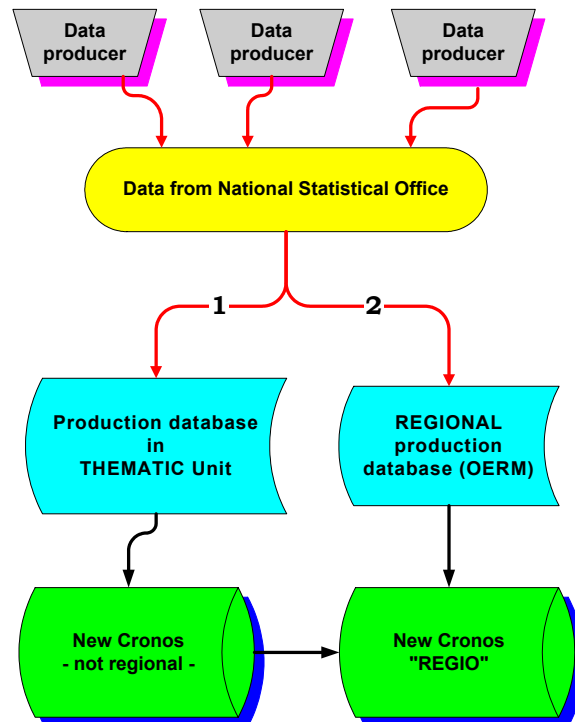 Data
producer
Data
producer
Data
producer
Data from National Statistical Office
1
2
Production database
in
THEMATIC Unit
REGIONAL
production
database (OERM)
New Cronos
- not regional -
New Cronos
"REGIO"